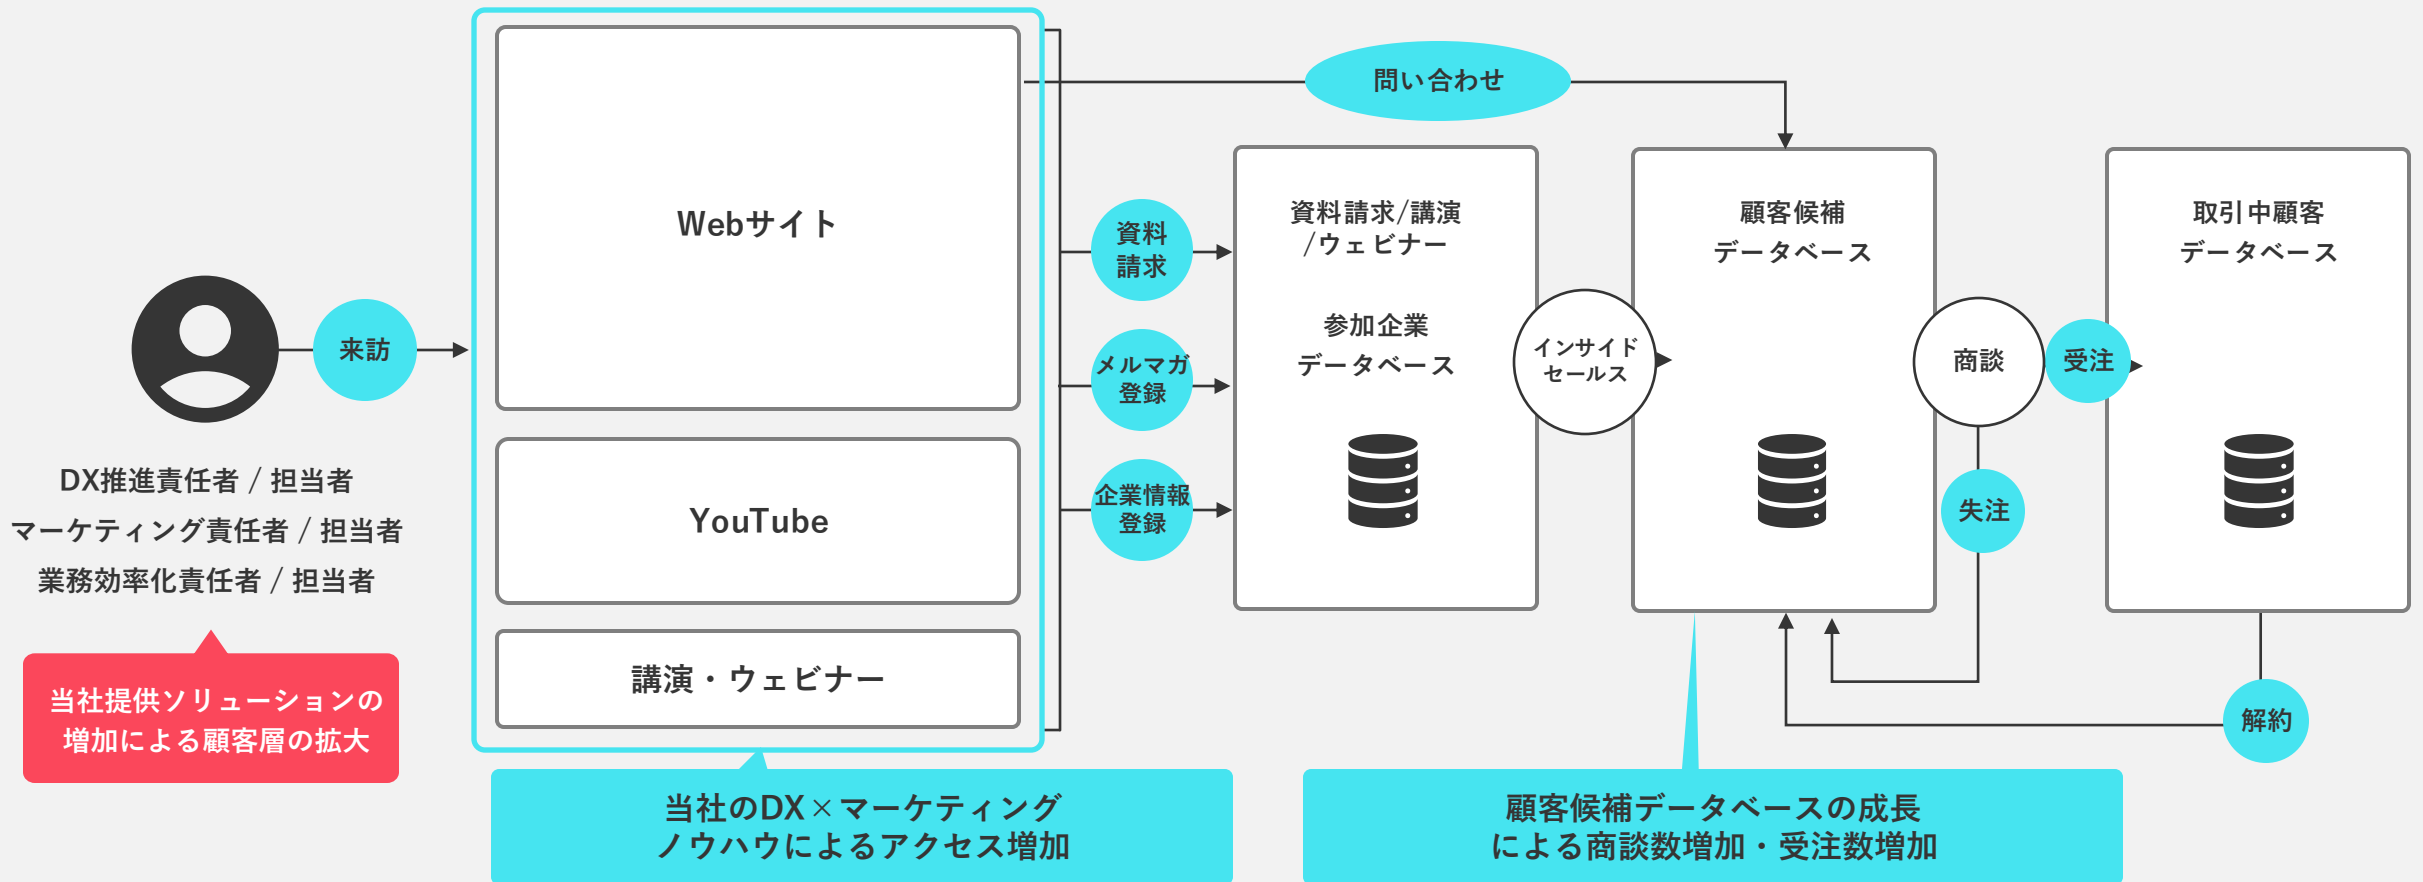 DX推進責任者 / 担当者
マーケティング責任者 / 担当者
業務効率化責任者 / 担当者
当社提供ソリューションの
増加による顧客層の拡大
来訪
Webサイト
YouTube
講演・ウェビナー
当社のDX×マーケティング
ノウハウによるアクセス増加
問い合わせ
資料
請求
メルマガ
登録
企業情報
登録
資料請求/講演
/ウェビナー
参加企業
データベース
インサイド
セールス
顧客候補
データベース
商談
受注
失注
取引中顧客
データベース
解約
顧客候補データベースの成長
による商談数増加・受注数増加